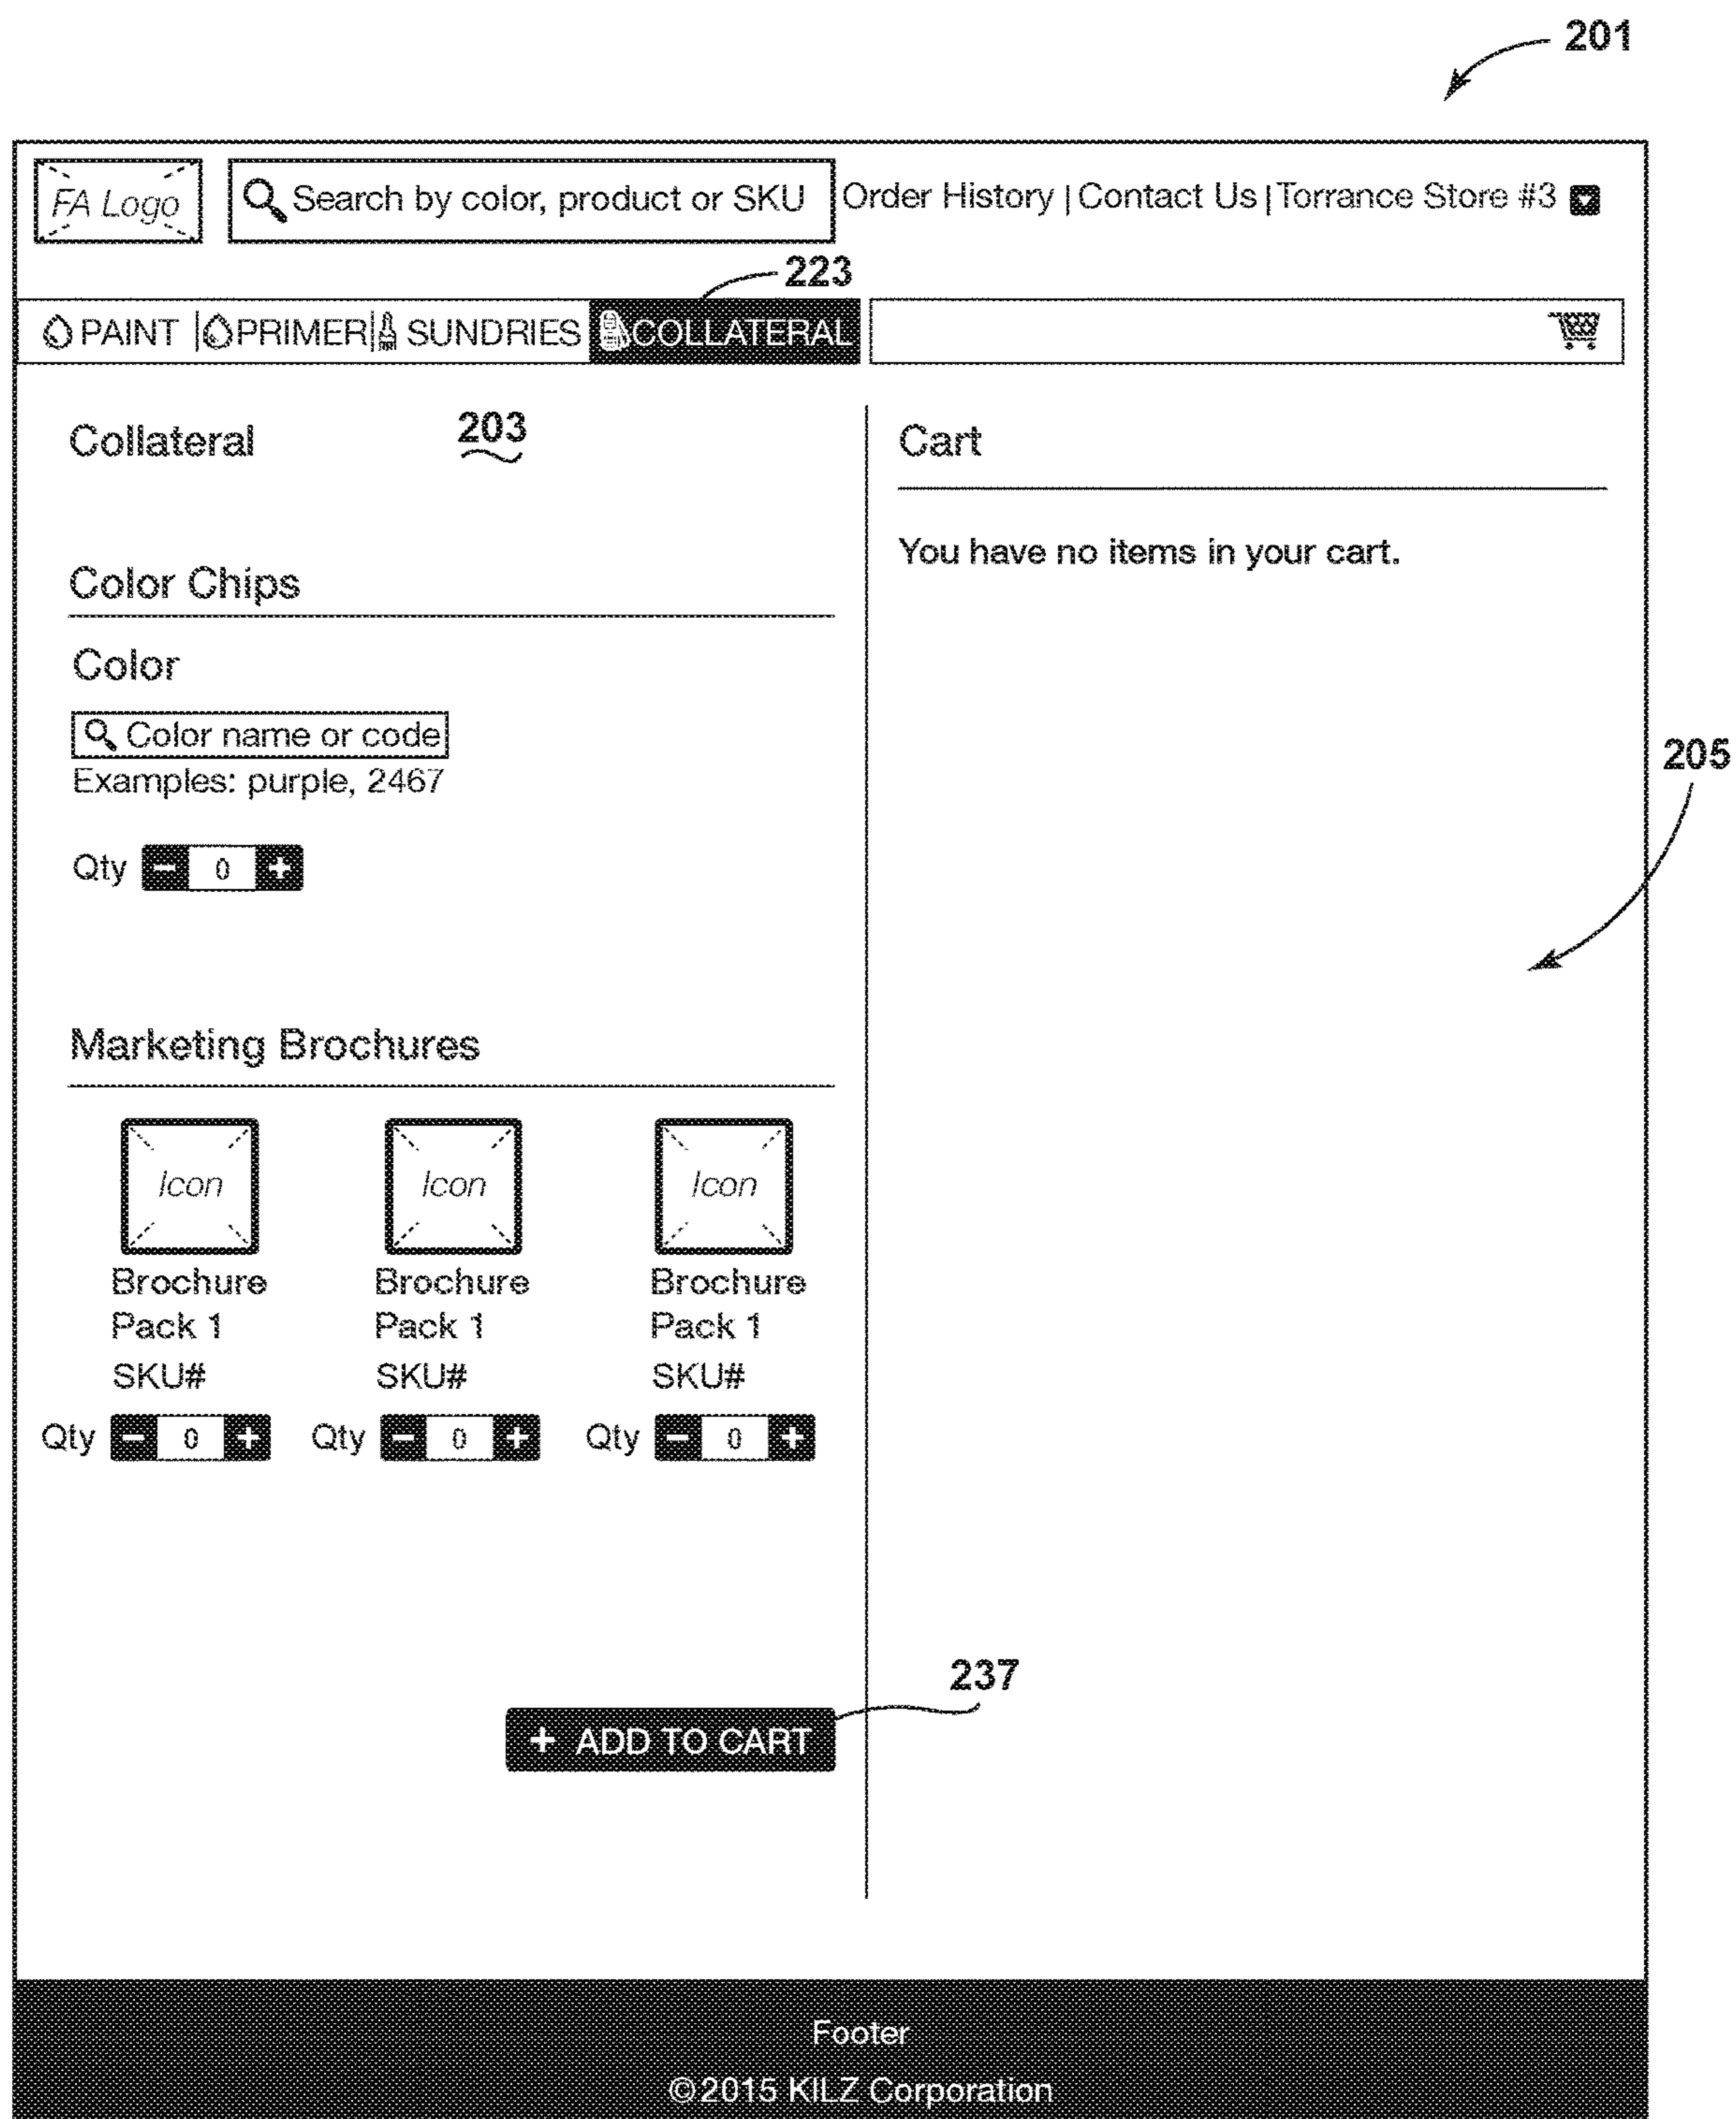 201
FA Logo
Search by color, product or SKU
Order History | Contact Us | Torrance Store #3
223
PAINT | PRIMER | SUNDRIES COLLATERAL
Collateral
203
Cart
You have no items in your cart.
Color Chips
Color
Color name or code
Examples: purple, 2467
205
Qty - 0 +
Marketing Brochures
Icon Icon Icon
Brochure Brochure Brochure
Pack 1 Pack 1 Pack 1
SKU# SKU# SKU#
Qty - 0 + Qty - 0 + Qty - 0 +
237
+ ADD TO CART
Footer
©2015 KILZ Corporation